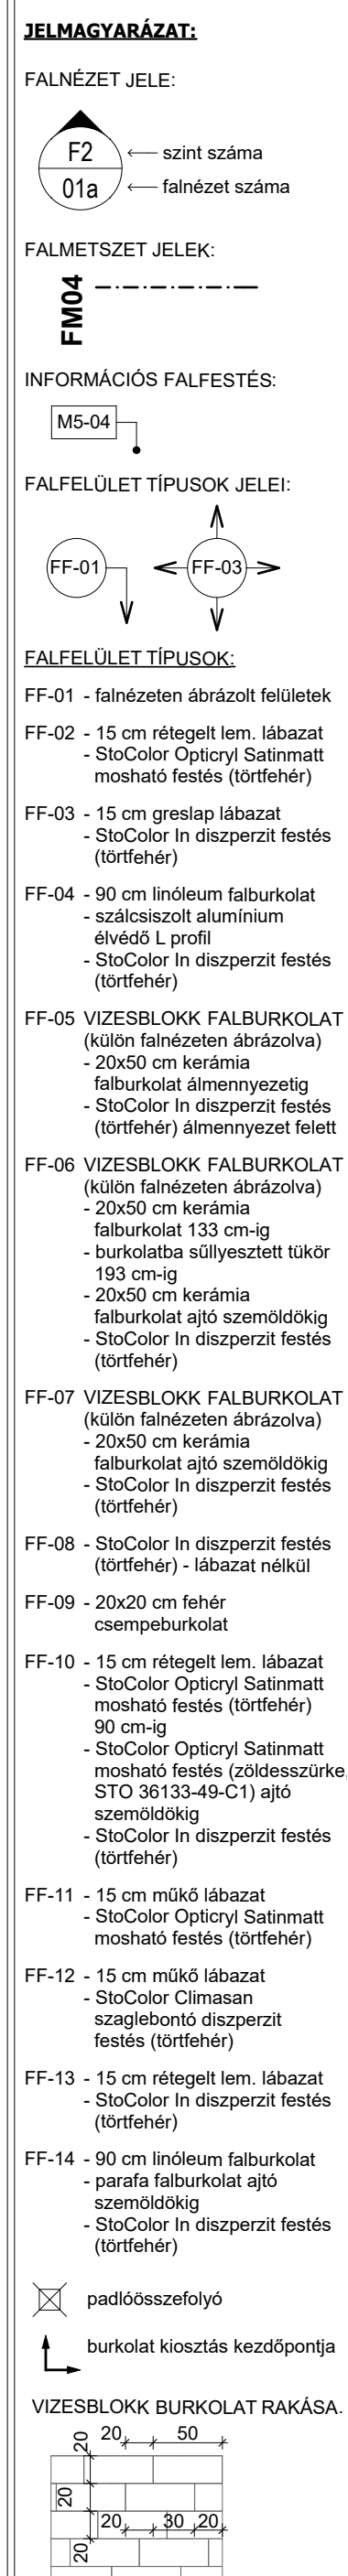 JELMAGYARÁZAT:
FALNÉZET JELE:
F2
szint száma
01a
falnézet száma
FALMETSZET JELEK:
FM04
INFORMÁCIÓS FALFESTÉS:
M5-04
FALFELÜLET TÍPUSOK JELEI:
FF-01
FF-03
FALFELÜLET TÍPUSOK:
FF-01 - falnézeten ábrázolt felületek
FF-02 - 15 cm rétegelt lem. lábazat
- StoColor Opticryl Satinmatt
mosható festés (törtfehér)
FF-03 - 15 cm greslap lábazat
- StoColor In diszperzit festés
(törtfehér)
FF-04 - 90 cm linóleum falburkolat
- szálcsiszolt alumínium
élvédő L profil
- StoColor In diszperzit festés
(törtfehér)
FF-05 VIZESBLOKK FALBURKOLAT
(külön falnézeten ábrázolva)
- 20x50 cm kerámia
falburkolat álmennyezetig
- StoColor In diszperzit festés
(törtfehér) álmennyezet felett
FF-06 VIZESBLOKK FALBURKOLAT
(külön falnézeten ábrázolva)
- 20x50 cm kerámia
falburkolat 133 cm-ig
- burkolatba sűllyesztett tükör
193 cm-ig
- 20x50 cm kerámia
falburkolat ajtó szemöldökig
- StoColor In diszperzit festés
(törtfehér)
FF-07 VIZESBLOKK FALBURKOLAT
(külön falnézeten ábrázolva)
- 20x50 cm kerámia
falburkolat ajtó szemöldökig
- StoColor In diszperzit festés
(törtfehér)
FF-08 - StoColor In diszperzit festés
(törtfehér) - lábazat nélkül
FF-09 - 20x20 cm fehér
csempeburkolat
FF-10 - 15 cm rétegelt lem. lábazat
- StoColor Opticryl Satinmatt
mosható festés (törtfehér)
90 cm-ig
- StoColor Opticryl Satinmatt
mosható festés (zöldesszürke,
STO 36133-49-C1) ajtó
szemöldökig
- StoColor In diszperzit festés
(törtfehér)
FF-11 - 15 cm műkő lábazat
- StoColor Opticryl Satinmatt
mosható festés (törtfehér)
FF-12 - 15 cm műkő lábazat
- StoColor Climasan
szaglebontó diszperzit
festés (törtfehér)
FF-13 - 15 cm rétegelt lem. lábazat
- StoColor In diszperzit festés
(törtfehér)
FF-14 - 90 cm linóleum falburkolat
- parafa falburkolat ajtó
szemöldökig
- StoColor In diszperzit festés
(törtfehér)
padlóösszefolyó
burkolat kiosztás kezdőpontja
VIZESBLOKK BURKOLAT RAKÁSA.
20 20 50
20
20 30 20
20